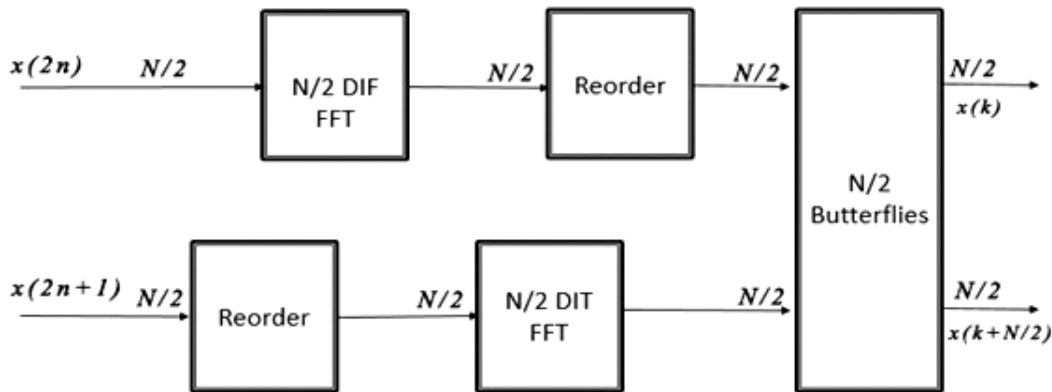 x(2n)
N/2
N/2 DIF
FFT
N/2
Reorder
N/2
N/2
x(k)
N/2
Butterflies
x(2n+1)
N/2
Reorder
N/2
N/2 DIT
FFT
N/2
N/2
x(k+N/2)